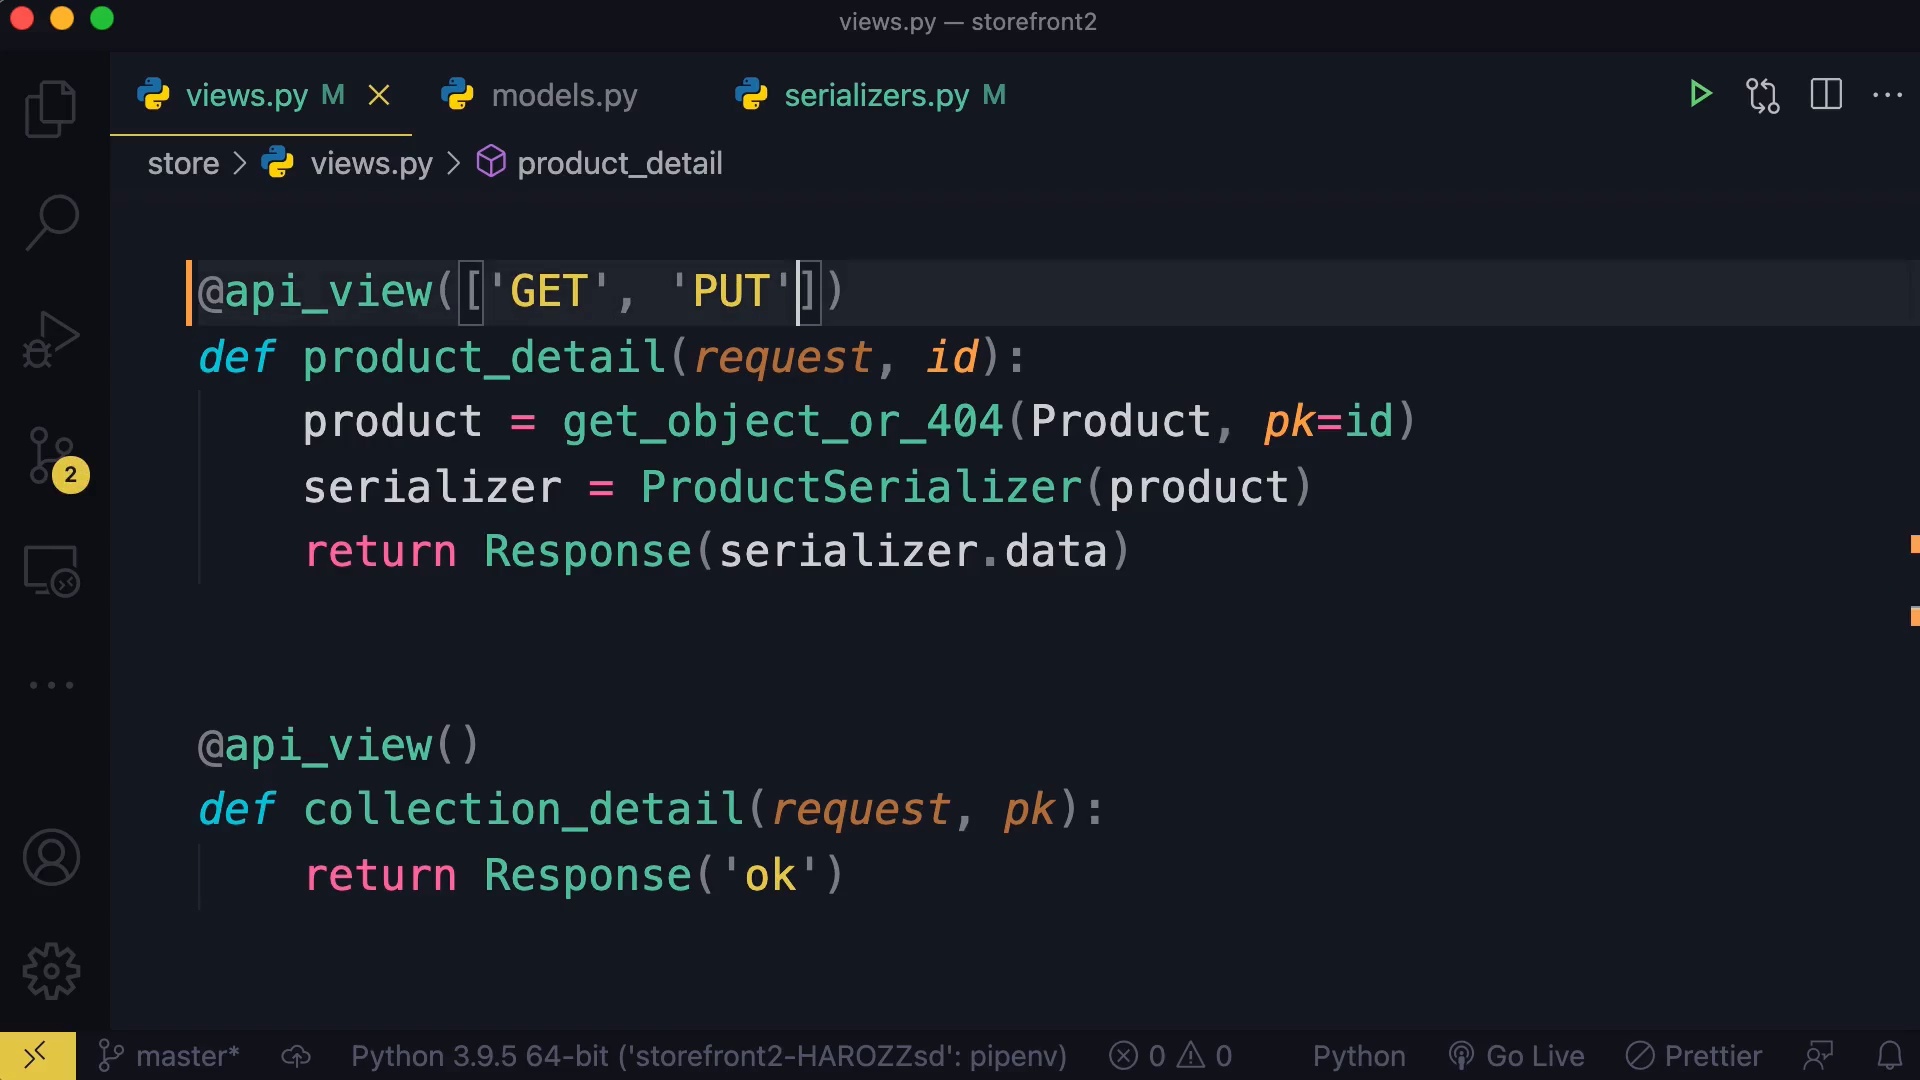 views.py — storefront2
views.py M models.py serializers.py M
store > views.py > product_detail
@api_view(['GET', 'PUT'])
def product_detail(request, id):
    product = get_object_or_404(Product, pk=id)
    serializer = ProductSerializer(product)
    return Response(serializer.data)
@api_view()
def collection_detail(request, pk):
    return Response('ok')
2
master* Python 3.9.5 64-bit ('storefront2-HAROZZsd': pipenv) 0 0 Python Go Live Prettier